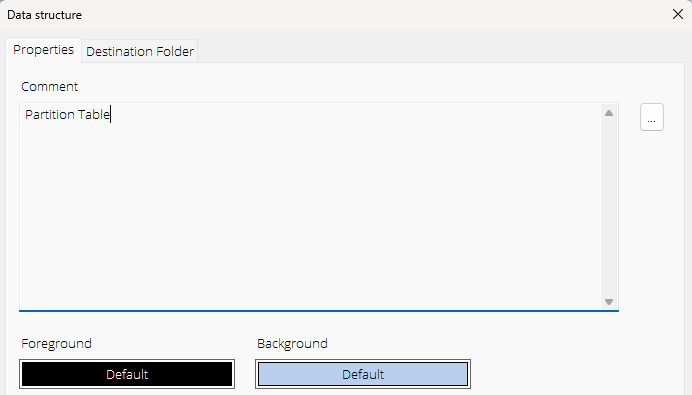 Data structure
Properties
Destination Folder
Comment
Partition Table
...
Foreground
Background
Default
Default